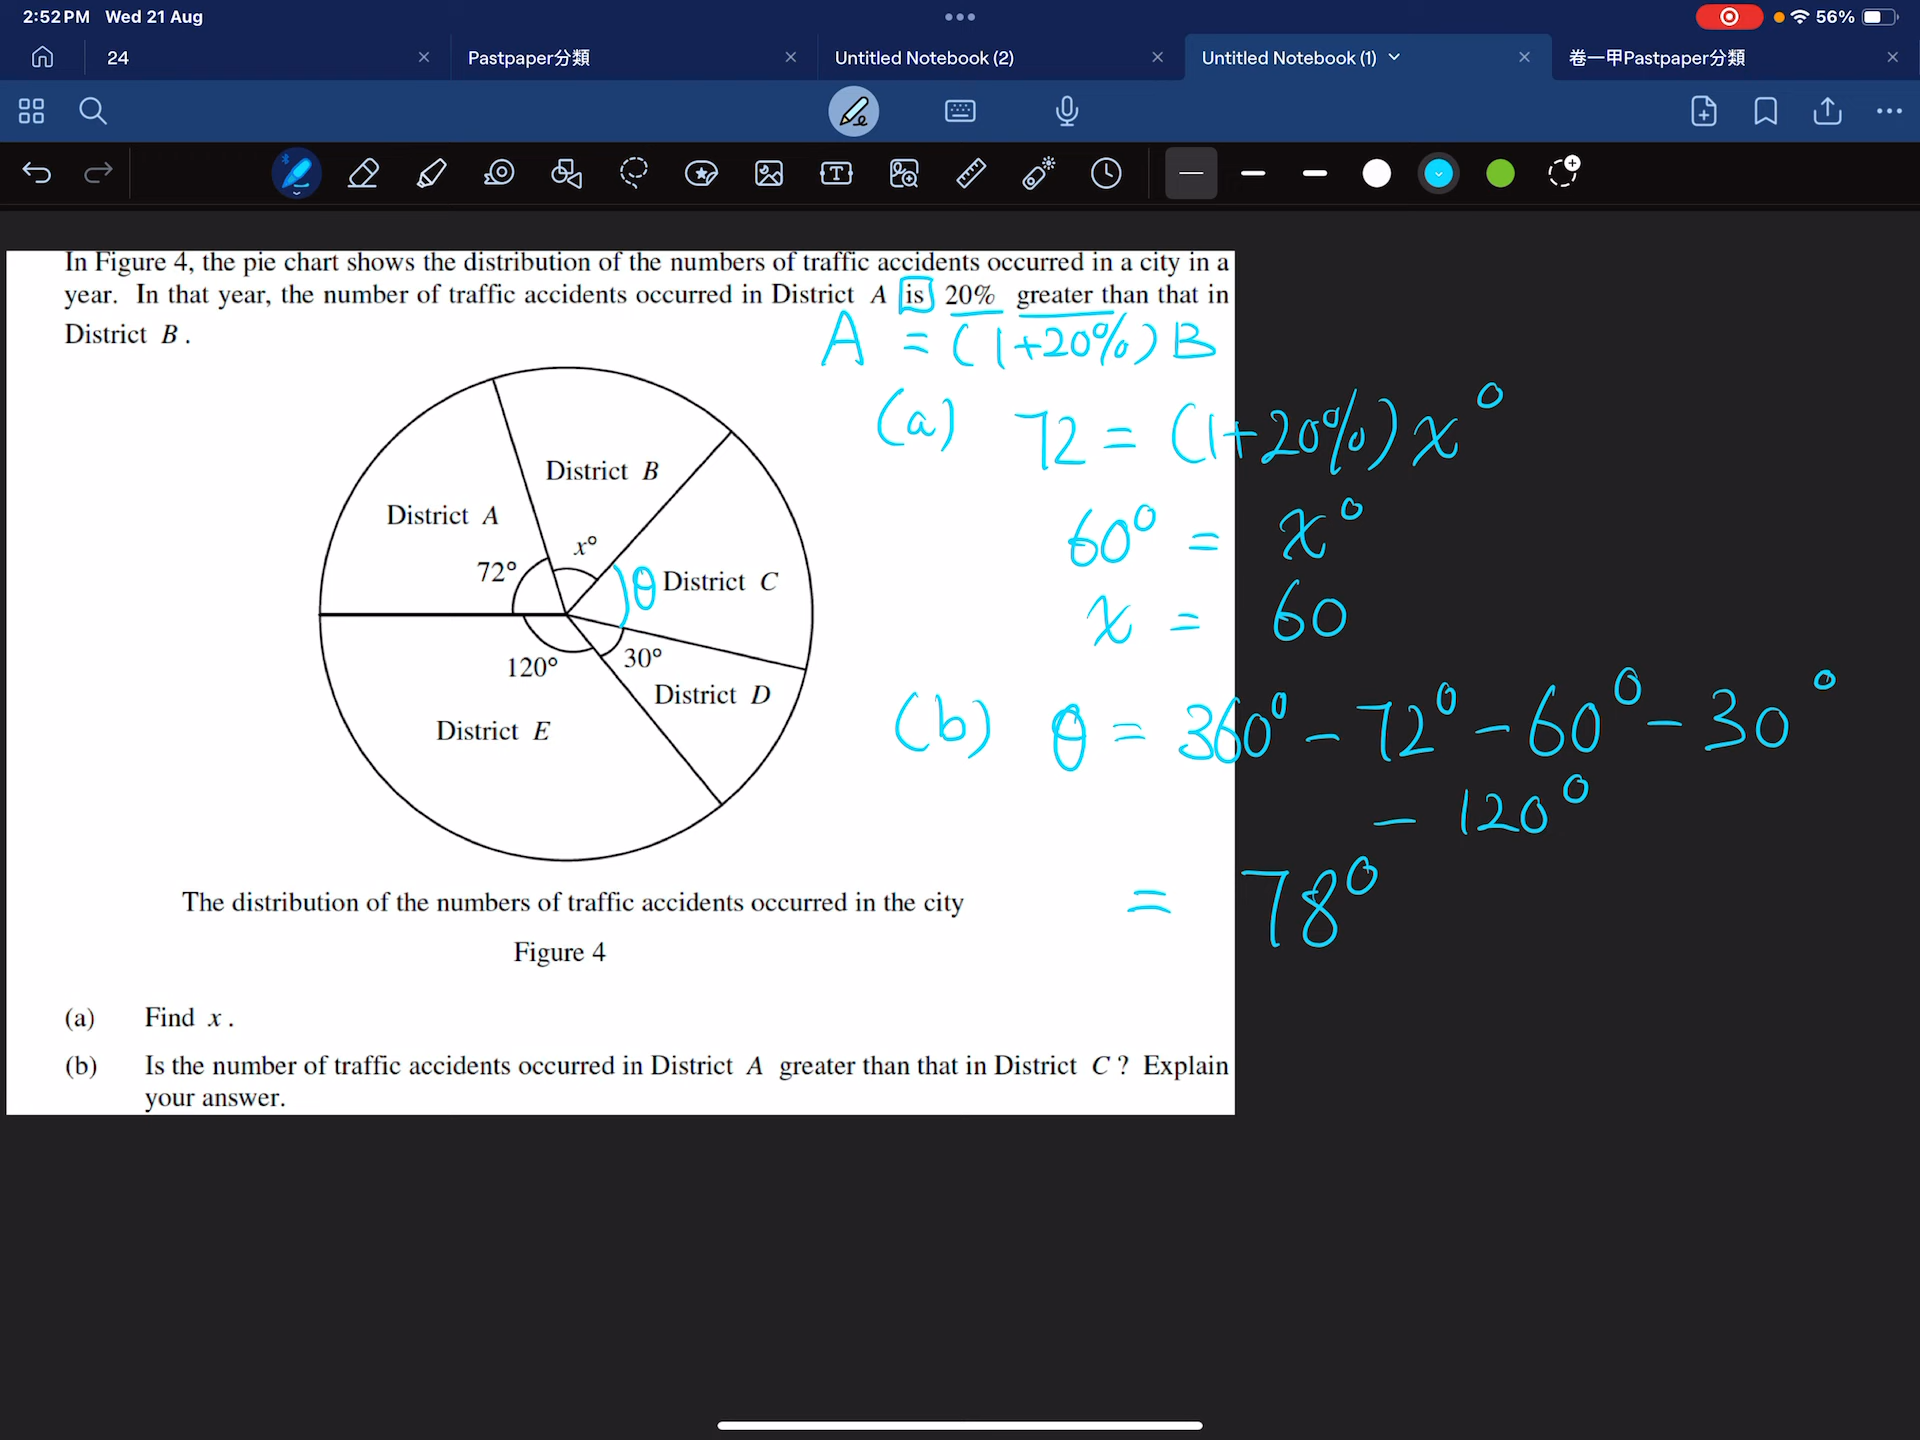 2:52 PM Wed 21 Aug
56%
24
Pastpaper分類
Untitled Notebook (2)
Untitled Notebook (1)
卷一甲Pastpaper分類
In Figure 4, the pie chart shows the distribution of the numbers of traffic accidents occurred in a city in a
year. In that year, the number of traffic accidents occurred in District A is 20% greater than that in
District B .
A = (1+20%) B
District A
District B
District C
District D
District E
72°
x°
θ
30°
120°
The distribution of the numbers of traffic accidents occurred in the city
Figure 4
(a) 72 = (1+20%) x°
60° = x°
x = 60
(b) θ = 360° - 72° - 60° - 30°
- 120°
= 78°
(a) Find x .
(b) Is the number of traffic accidents occurred in District A greater than that in District C ? Explain
your answer.